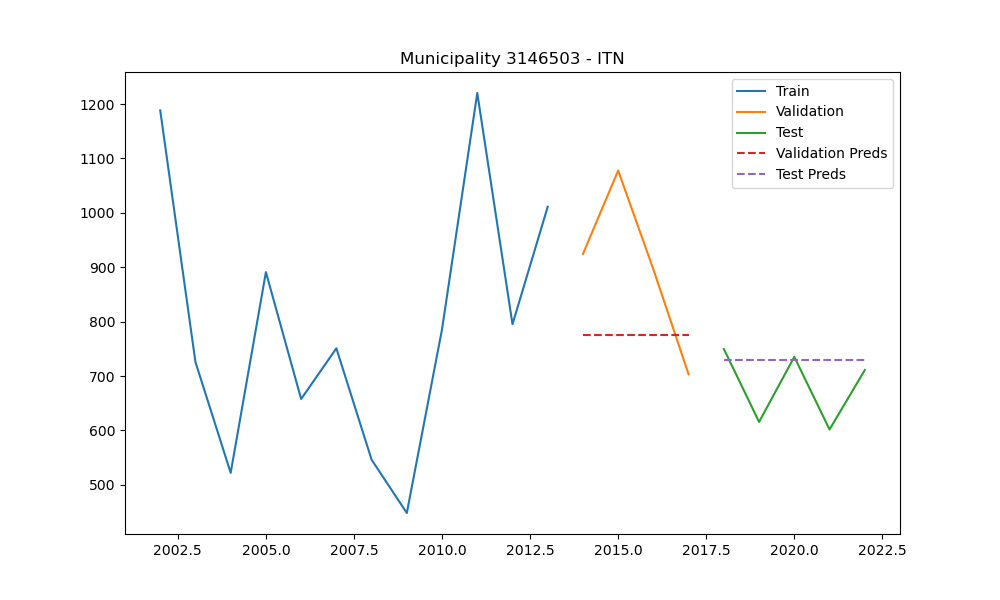 Municipality 3146503 - ITN
Train
Validation
Test
Validation Preds
Test Preds
1200
1100
1000
900
800
700
600
500
2002.5 2005.0 2007.5 2010.0 2012.5 2015.0 2017.5 2020.0 2022.5